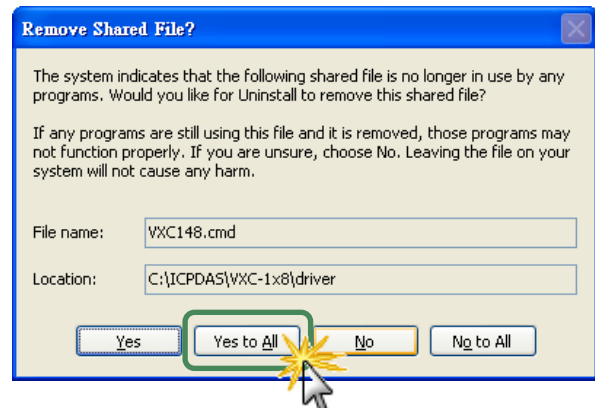 Remove Shared File?
The system indicates that the following shared file is no longer in use by any
programs. Would you like for Uninstall to remove this shared file?
If any programs are still using this file and it is removed, those programs may
not function properly. If you are unsure, choose No. Leaving the file on your
system will not cause any harm.
File name: VXC148.cmd
Location: C:\ICPDAS\VXC-1x8\driver
Yes Yes to All No No to All